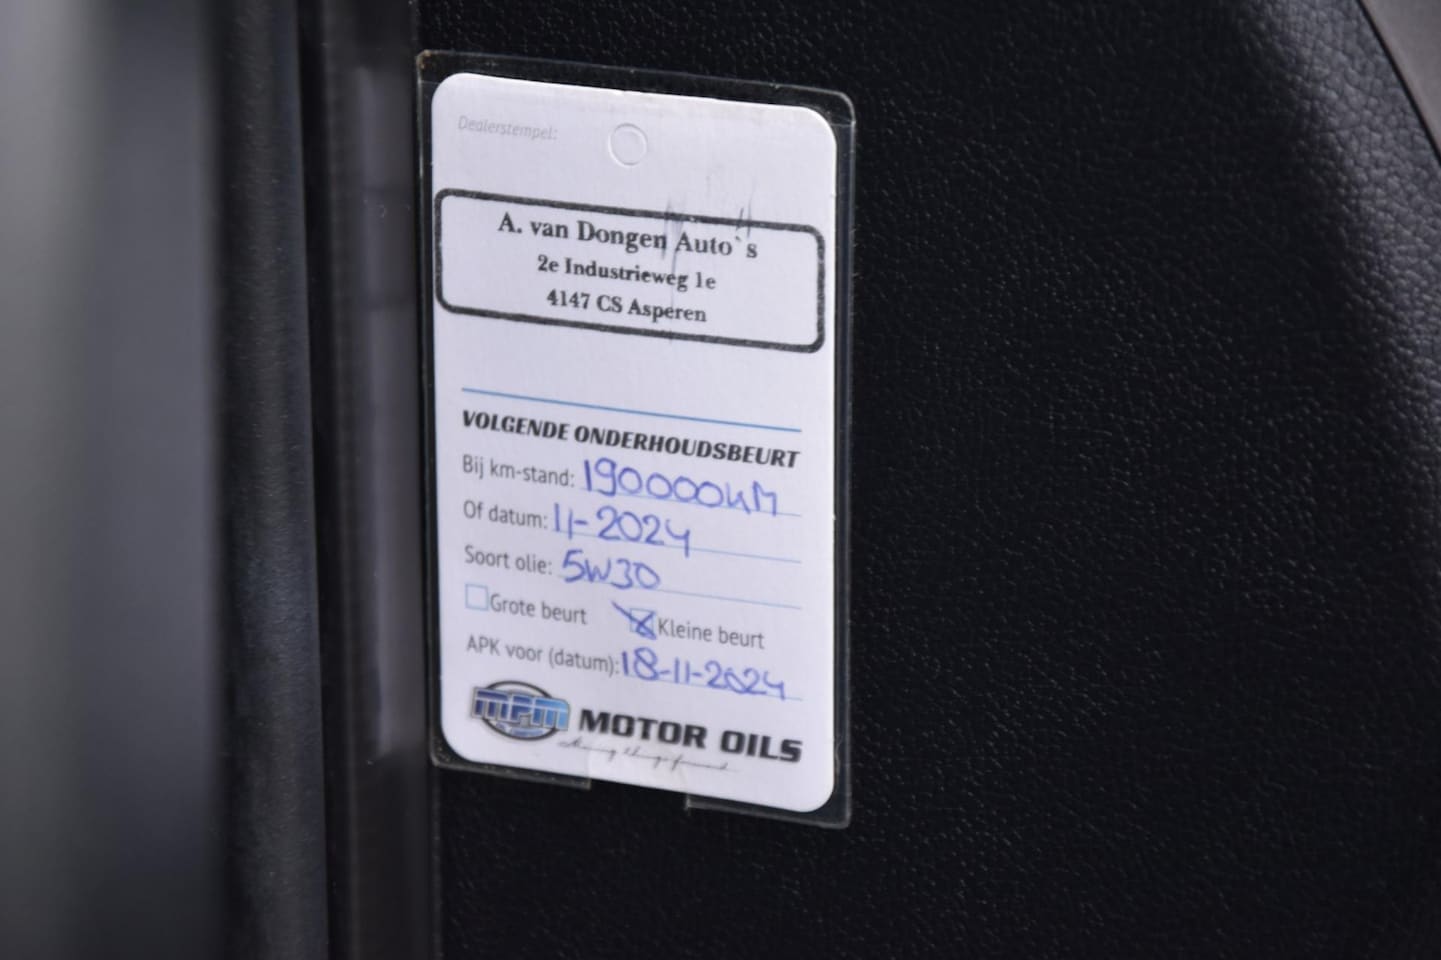 Dealerstempel:
A. van Dongen Auto`s
2e Industrieweg 1e
4147 CS Asperen
VOLGENDE ONDERHOUDSBEURT
Bij km-stand: 190000KM
Of datum: 11-2024
Soort olie: 5W30
Grote beurt Kleine beurt
APK voor (datum): 18-11-2024
MPM MOTOR OILS